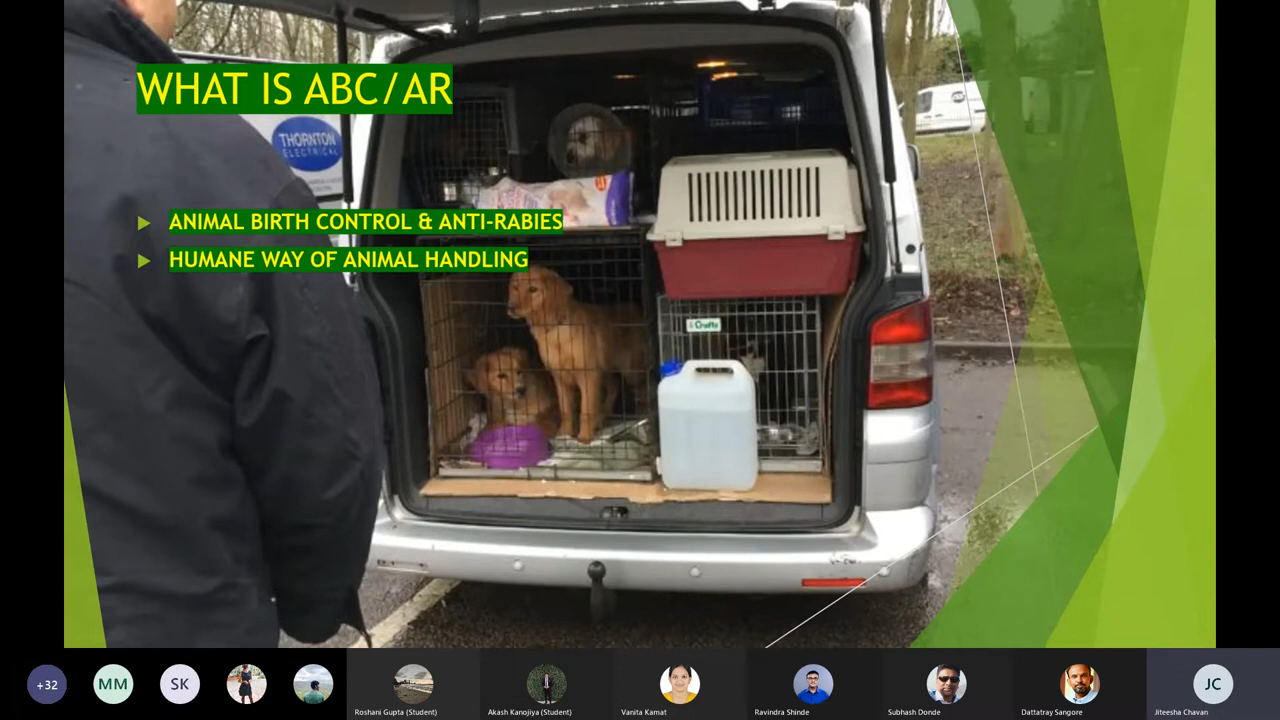 WHAT IS ABC/AR
THORNTON
ELECTRICAL
ANIMAL BIRTH CONTROL & ANTI-RABIES
HUMANE WAY OF ANIMAL HANDLING
Crufts
+32
MM
SK
JC
Roshani Gupta (Student)
Akash Kanojiya (Student)
Vanita Kamat
Ravindra Shinde
Subhash Donde
Dattatray Sangore
Jiteesha Chavan